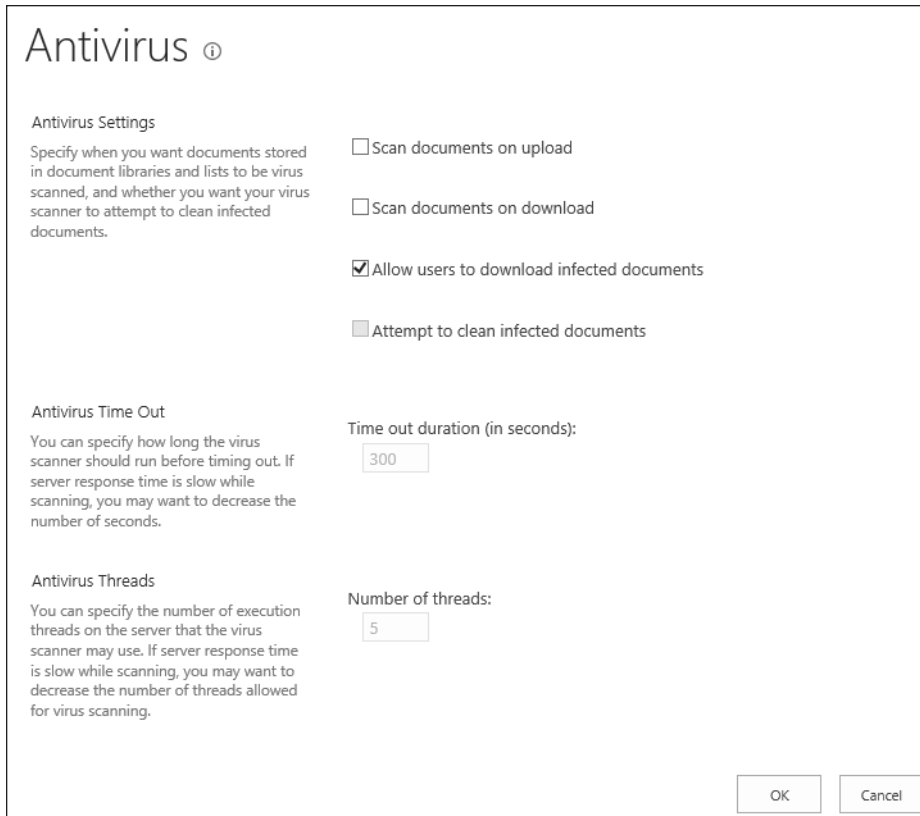 Antivirus
Antivirus Settings
Specify when you want documents stored
in document libraries and lists to be virus
scanned, and whether you want your virus
scanner to attempt to clean infected
documents.
Scan documents on upload
Scan documents on download
Allow users to download infected documents
Attempt to clean infected documents
Antivirus Time Out
You can specify how long the virus
scanner should run before timing out. If
server response time is slow while
scanning, you may want to decrease the
number of seconds.
Time out duration (in seconds):
300
Antivirus Threads
You can specify the number of execution
threads on the server that the virus
scanner may use. If server response time
is slow while scanning, you may want to
decrease the number of threads allowed
for virus scanning.
Number of threads:
5
OK
Cancel